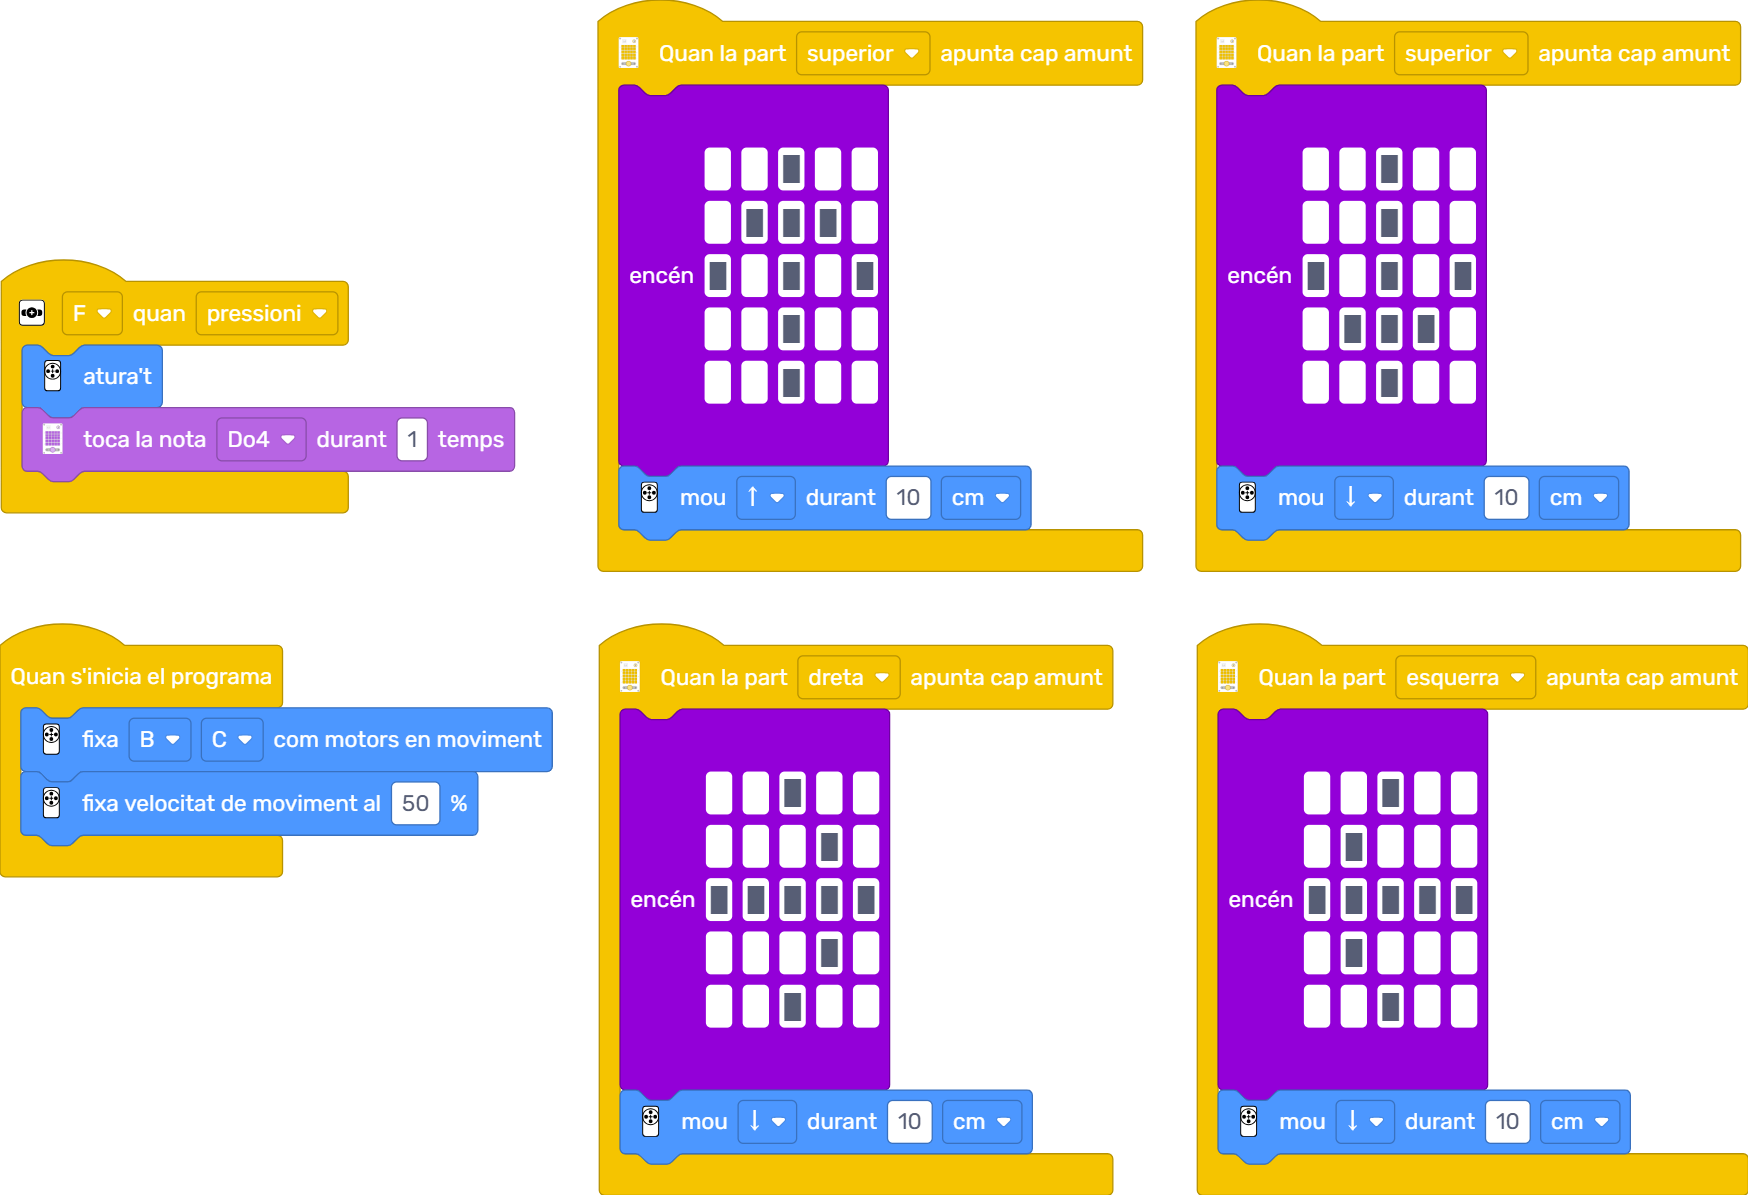 F quan pressioni
atura't
toca la nota Do4 durant 1 temps
Quan la part superior apunta cap amunt
encén
mou ↑ durant 10 cm
Quan la part superior apunta cap amunt
encén
mou ↓ durant 10 cm
Quan s'inicia el programa
fixa B C com motors en moviment
fixa velocitat de moviment al 50 %
Quan la part dreta apunta cap amunt
encén
mou ↓ durant 10 cm
Quan la part esquerra apunta cap amunt
encén
mou ↓ durant 10 cm